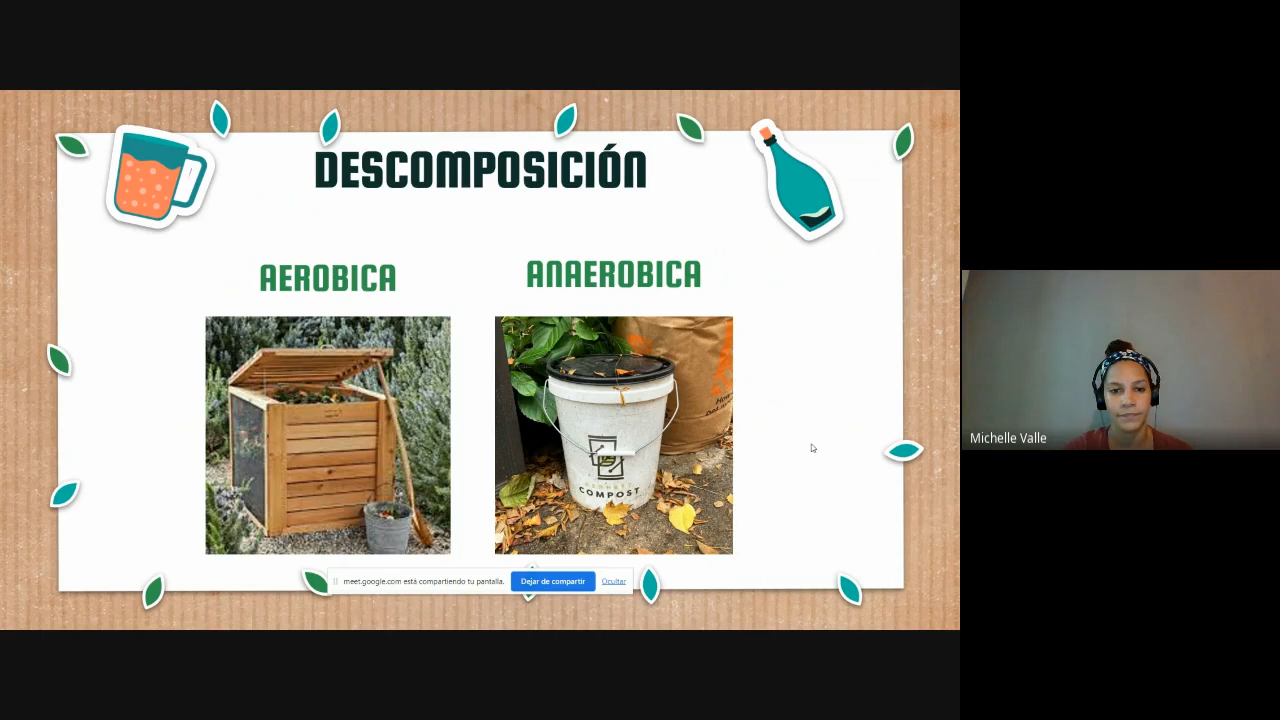 DESCOMPOSICIÓN
AEROBICA
ANAEROBICA
COMPOST
meet.google.com está compartiendo tu pantalla.
Dejar de compartir
Ocultar
Michelle Valle